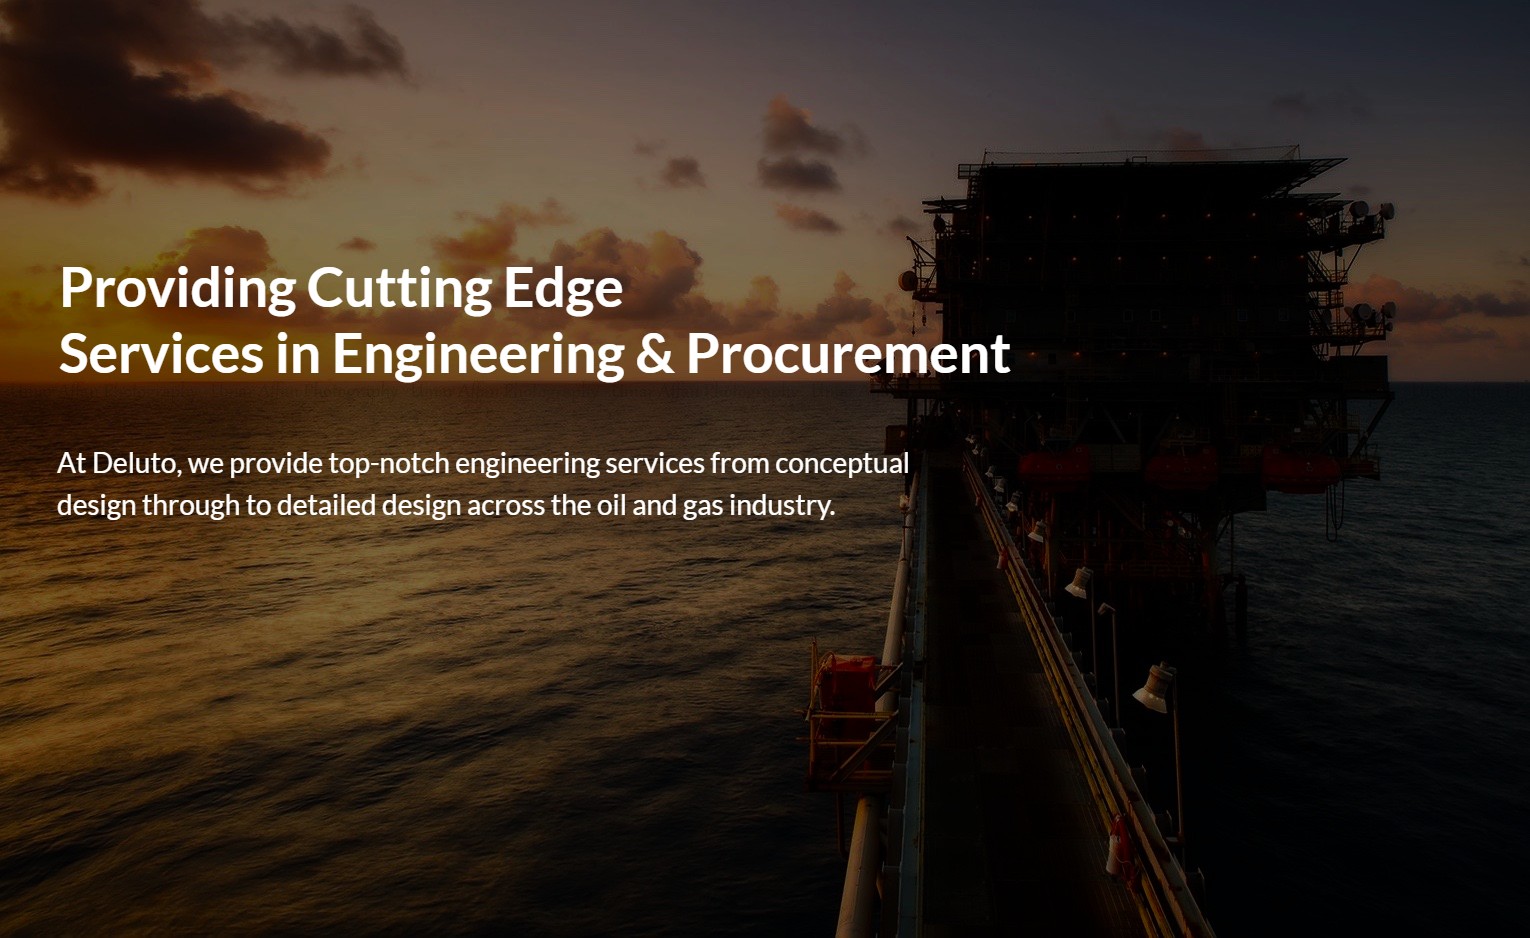 Providing Cutting Edge
Services in Engineering & Procurement
At Deluto, we provide top-notch engineering services from conceptual
design through to detailed design across the oil and gas industry.